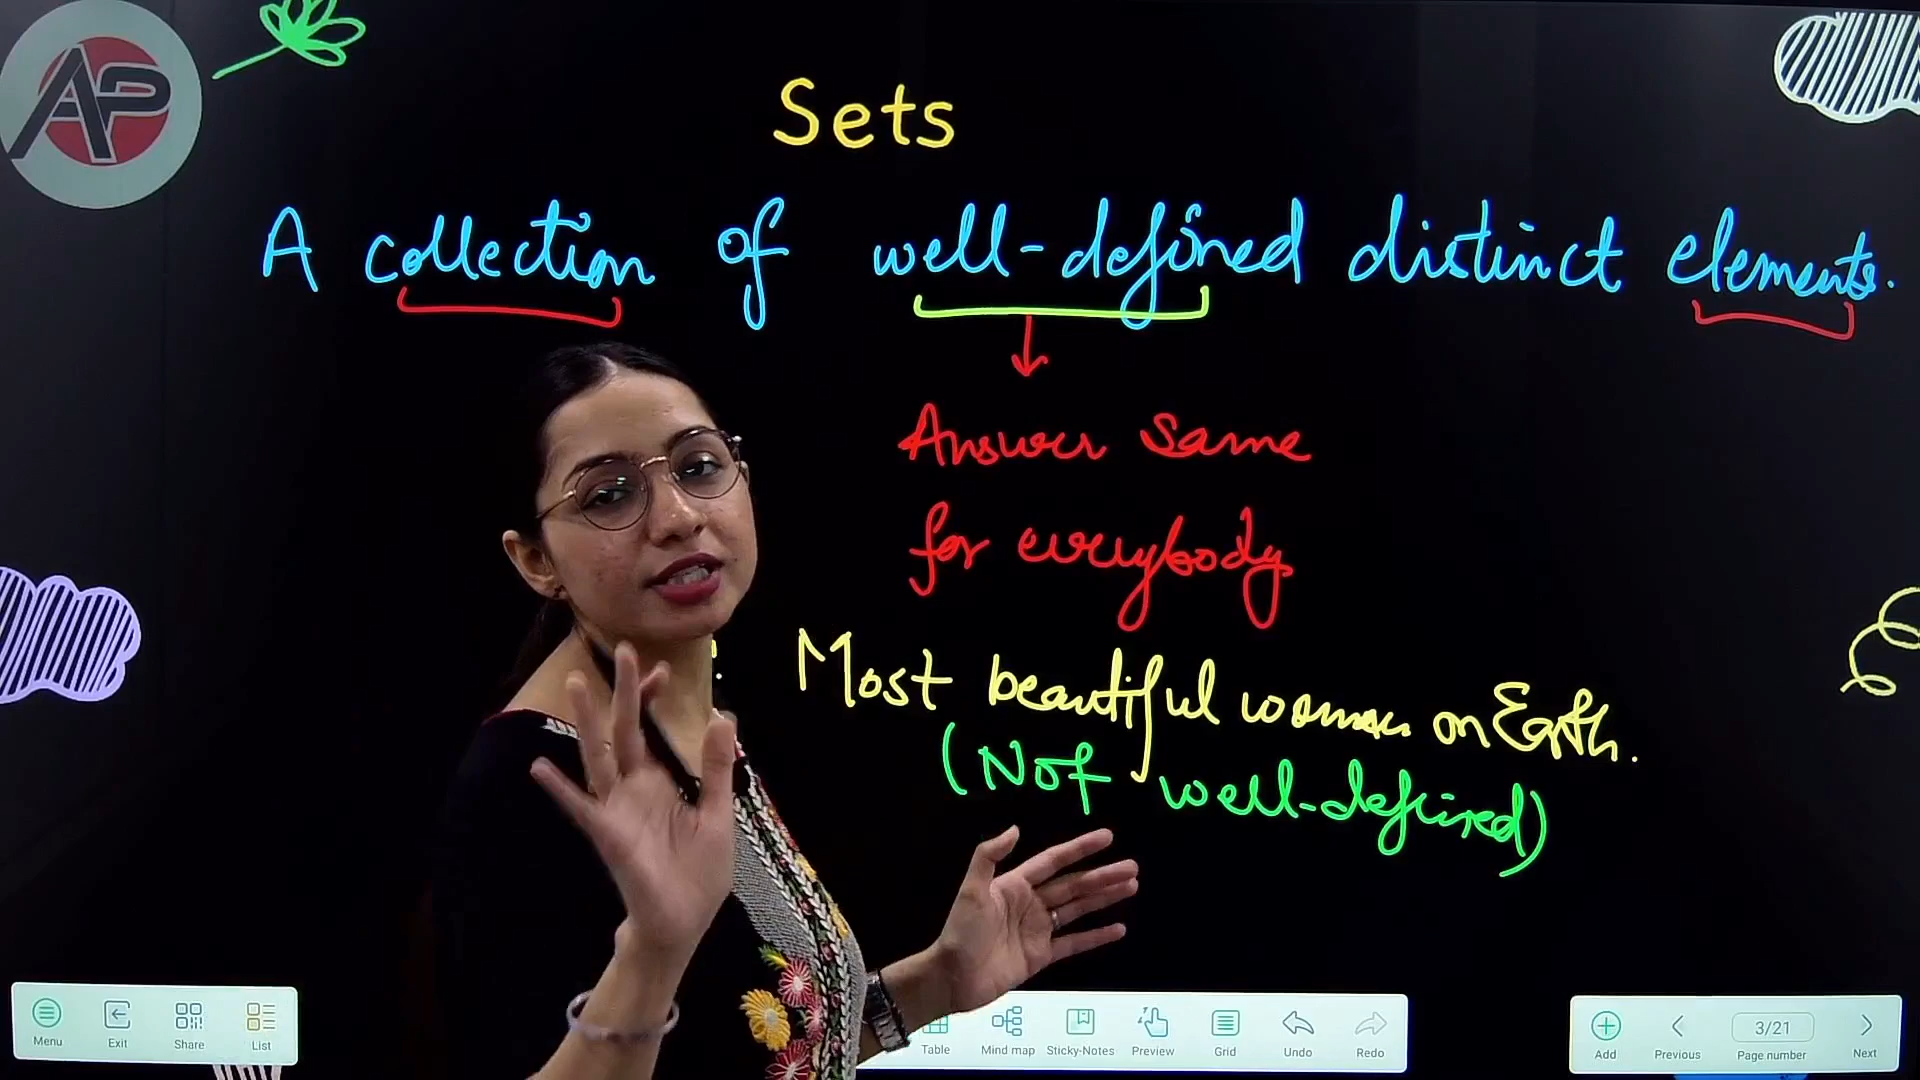 AP
Sets
A collection of well-defined distinct elements.
Answer same
for everybody
: Most beautiful woman on Earth.
(Not well-defined)
Menu
Exit
Share
List
Table
Mind map
Sticky-Notes
Preview
Grid
Undo
Redo
Add
Previous
3/21
Page number
Next